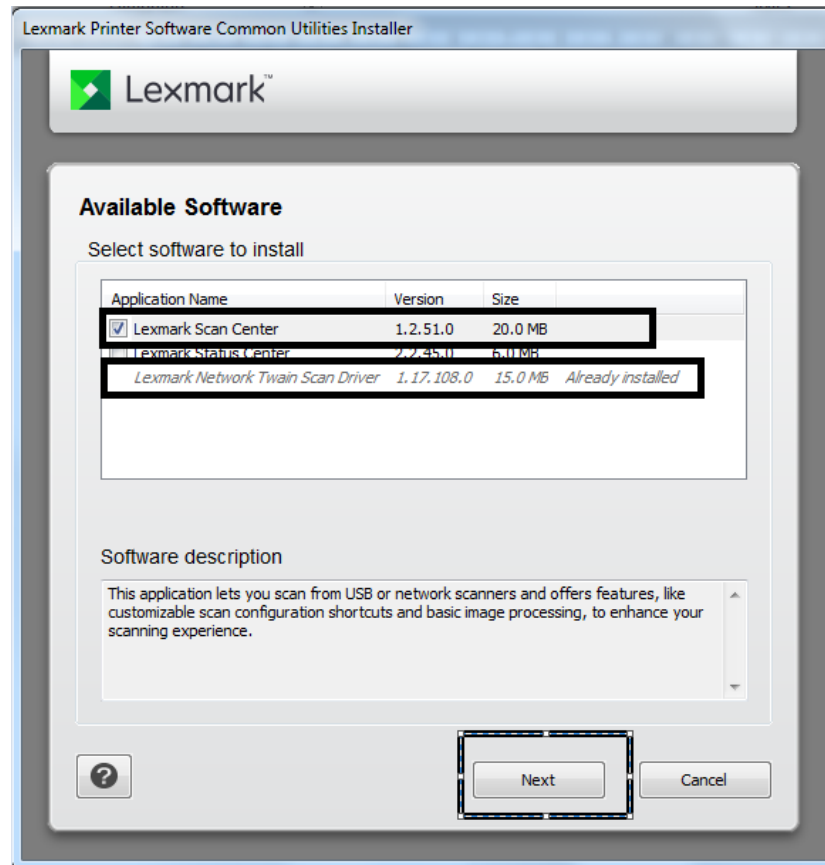 Lexmark Printer Software Common Utilities Installer
Lexmark™
Available Software
Select software to install
Application Name Version Size
Lexmark Scan Center 1.2.51.0 20.0 MB
Lexmark Status Center 2.2.45.0 6.0 MB
Lexmark Network Twain Scan Driver 1.17.108.0 15.0 MB Already installed
Software description
This application lets you scan from USB or network scanners and offers features, like
customizable scan configuration shortcuts and basic image processing, to enhance your
scanning experience.
? Next Cancel